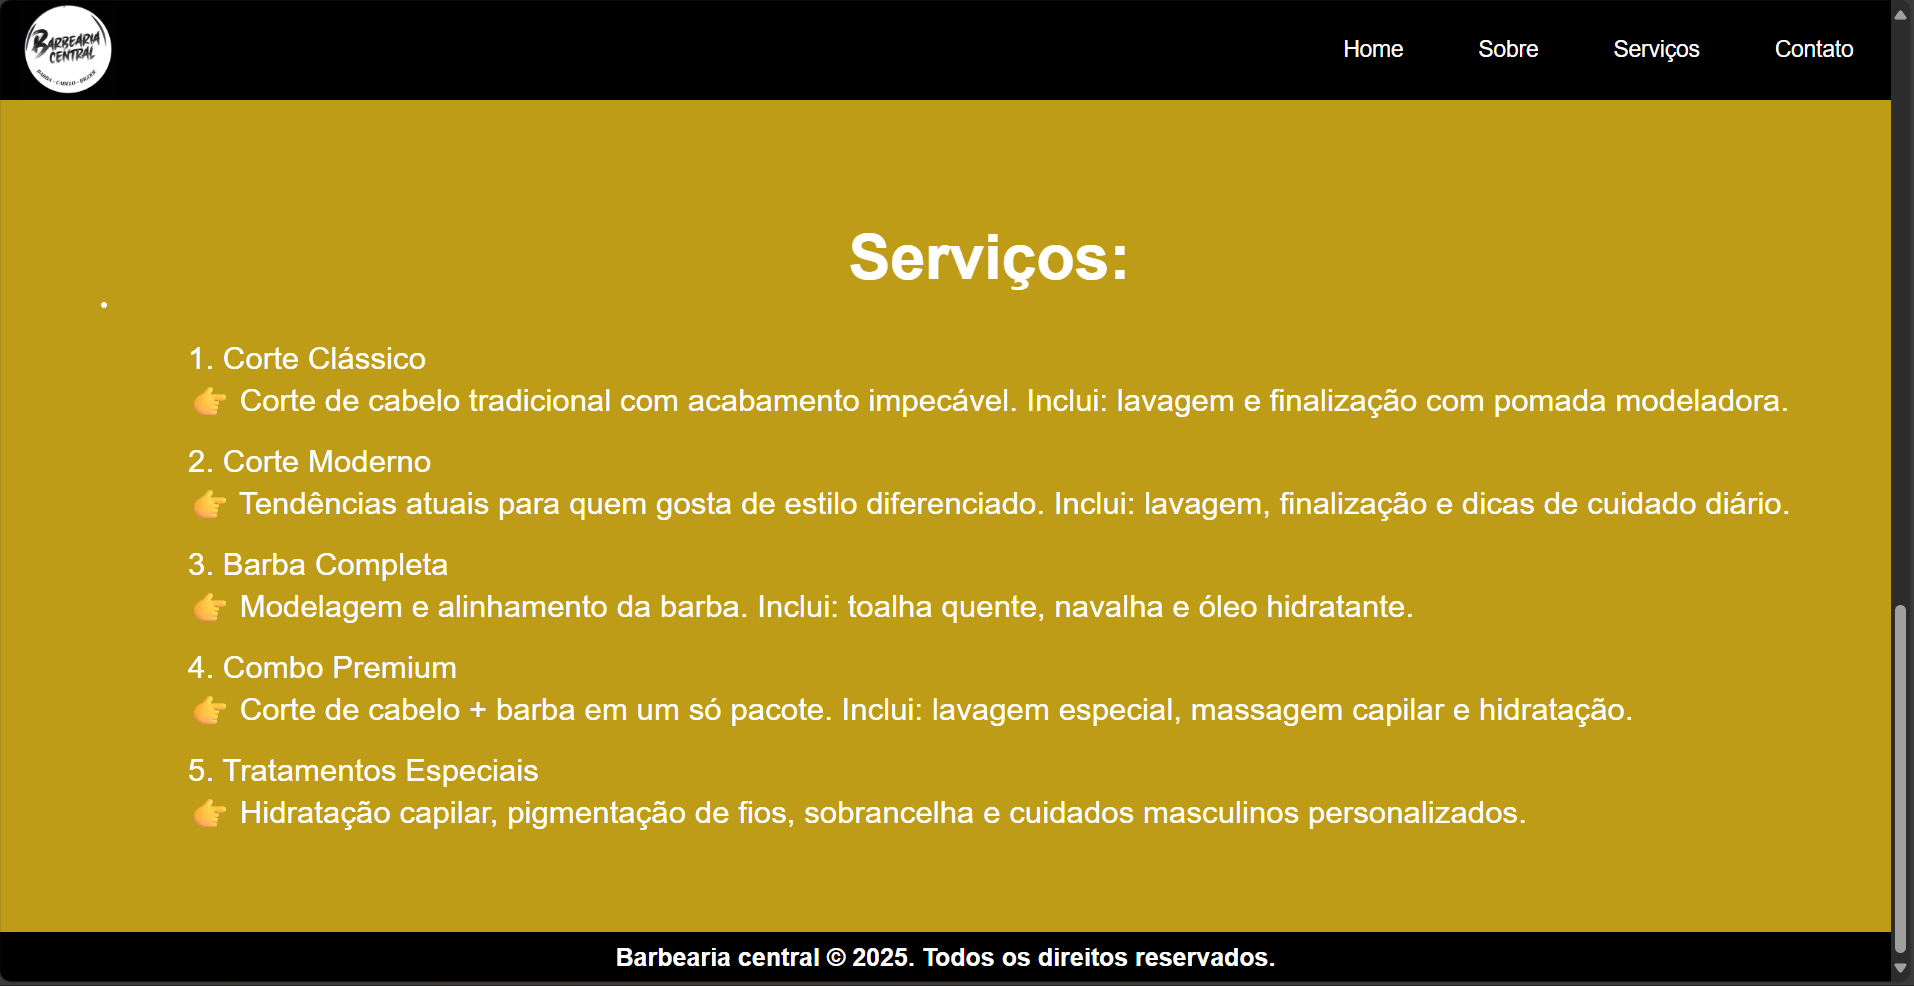 BARBEARIA
CENTRAL
BARBA - CABELO - BIGODE
Home Sobre Serviços Contato
Serviços:
1. Corte Clássico
👉 Corte de cabelo tradicional com acabamento impecável. Inclui: lavagem e finalização com pomada modeladora.
2. Corte Moderno
👉 Tendências atuais para quem gosta de estilo diferenciado. Inclui: lavagem, finalização e dicas de cuidado diário.
3. Barba Completa
👉 Modelagem e alinhamento da barba. Inclui: toalha quente, navalha e óleo hidratante.
4. Combo Premium
👉 Corte de cabelo + barba em um só pacote. Inclui: lavagem especial, massagem capilar e hidratação.
5. Tratamentos Especiais
👉 Hidratação capilar, pigmentação de fios, sobrancelha e cuidados masculinos personalizados.
Barbearia central © 2025. Todos os direitos reservados.